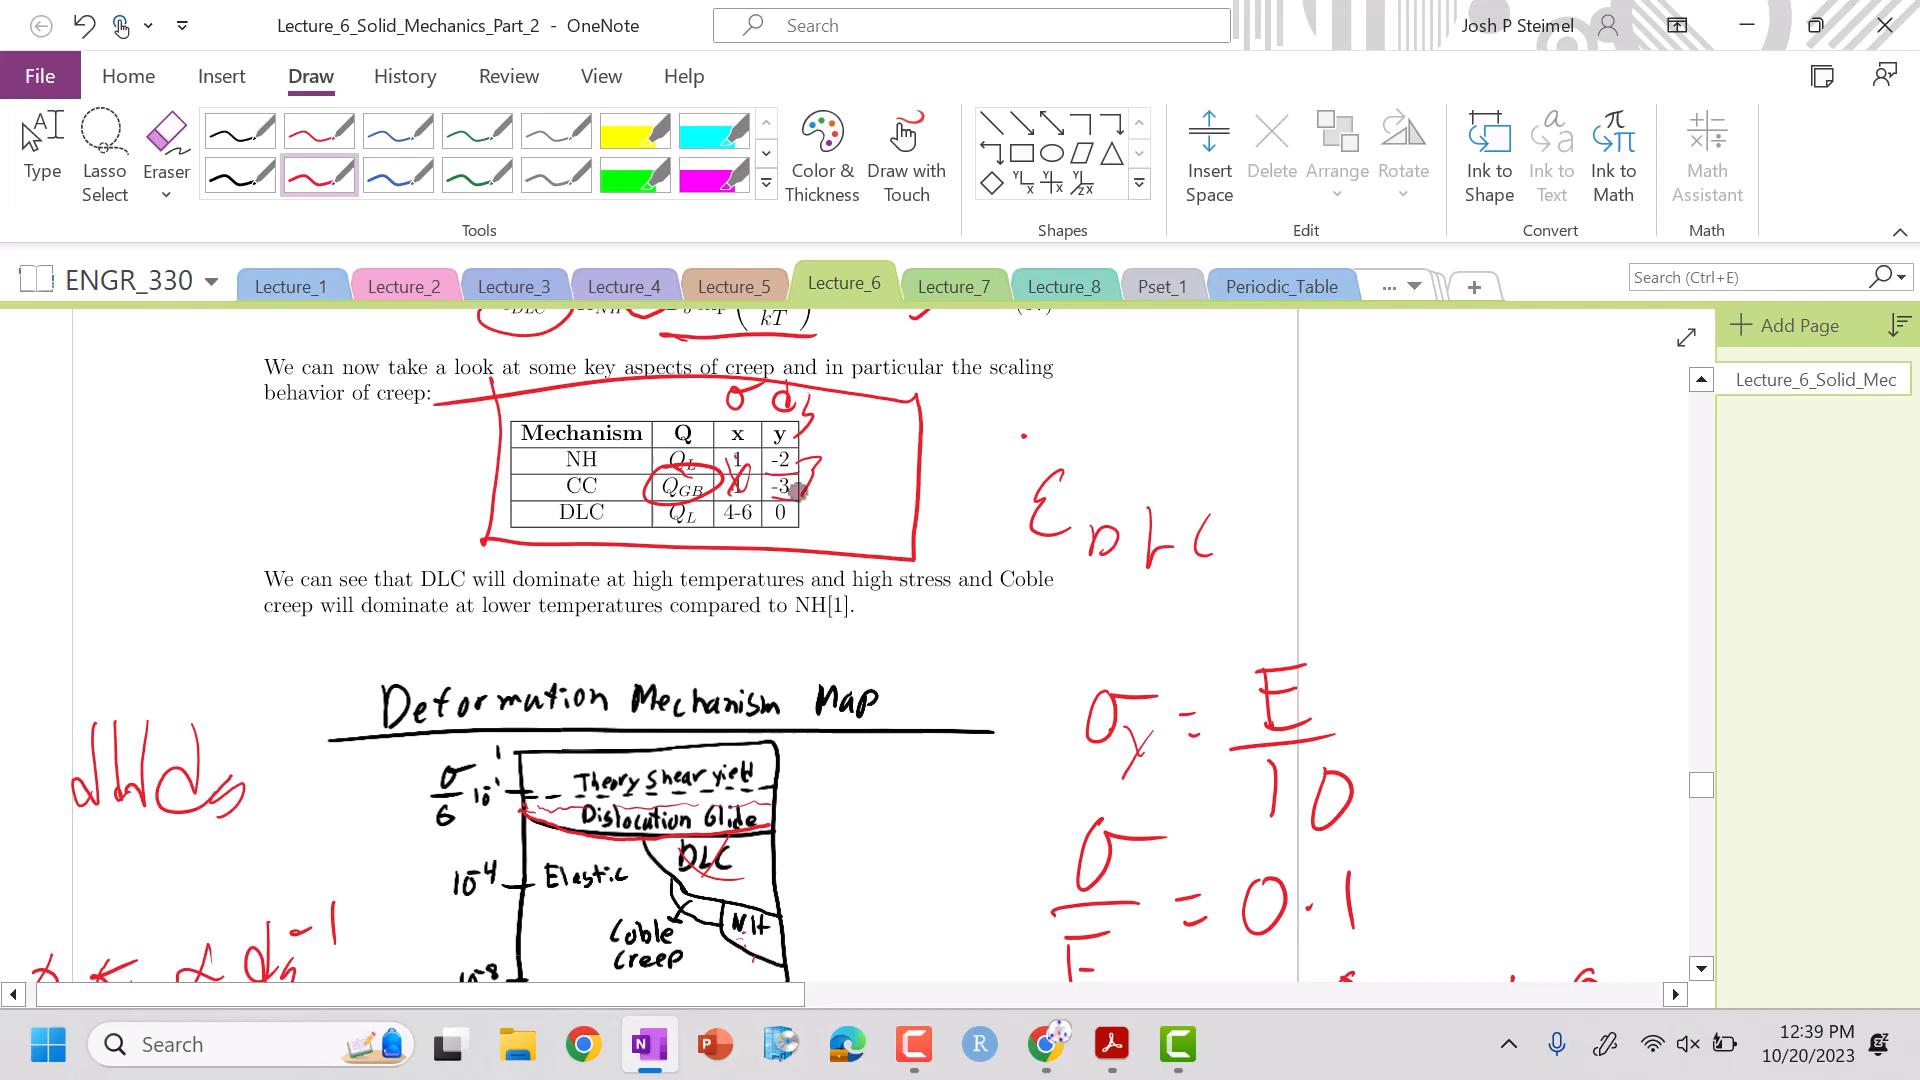 Lecture_6_Solid_Mechanics_Part_2 - OneNote
Search
Josh P Steimel
File Home Insert Draw History Review View Help
Type
Lasso Select
Eraser
Color & Thickness
Draw with Touch
Insert Space
Delete
Arrange
Rotate
Ink to Shape
Ink to Text
Ink to Math
Math Assistant
Tools Shapes Edit Convert Math
ENGR_330
Lecture_1 Lecture_2 Lecture_3 Lecture_4 Lecture_5 Lecture_6 Lecture_7 Lecture_8 Pset_1 Periodic_Table ... +
Search (Ctrl+E)
Add Page
Lecture_6_Solid_Mec
kT
We can now take a look at some key aspects of creep and in particular the scaling
behavior of creep:
σ d
Mechanism Q x y
NH Q_L 1 -2
CC Q_GB 1 -3
DLC Q_L 4-6 0
ε DLC
We can see that DLC will dominate at high temperatures and high stress and Coble
creep will dominate at lower temperatures compared to NH[1].
Deformation Mechanism Map
σ_y = E/10
σ/G
1
10^-1
Theory shear yield
Dislocation Glide
DLC
10^-4
Elastic
Coble Creep
NH
10^-8
σ/E = 0.1
12:39 PM
10/20/2023
Search